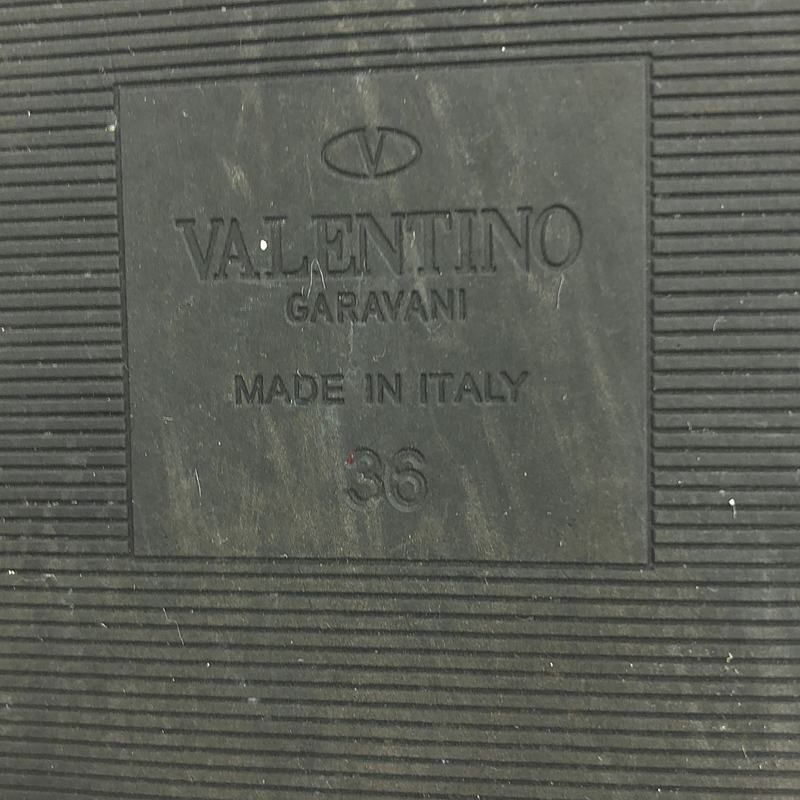 V
VALENTINO
GARAVANI
MADE IN ITALY
36